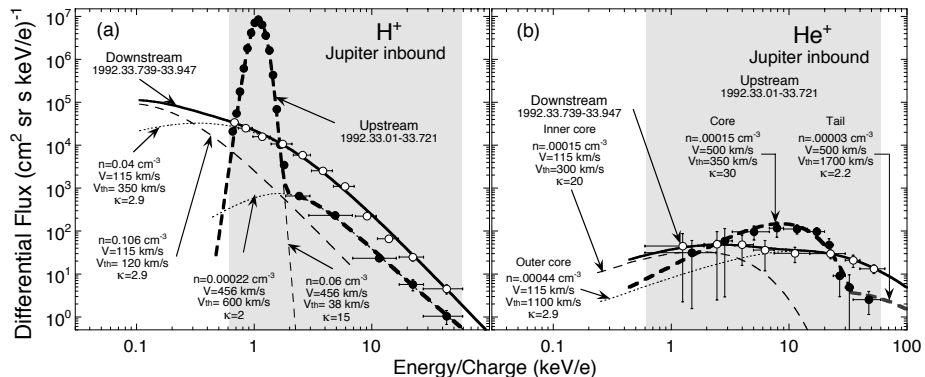 Differential Flux (cm² sr s keV/e)⁻¹
10⁷
10⁶
10⁵
10⁴
10³
10²
10¹
10⁰
(a)
H⁺
Jupiter inbound
Downstream
1992.33.739-33.947
Upstream
1992.33.01-33.721
n=0.04 cm⁻³
V=115 km/s
Vth= 350 km/s
κ=2.9
n=0.106 cm⁻³
V=115 km/s
Vth= 120 km/s
κ=2.9
n=0.00022 cm⁻³
V=456 km/s
Vth= 600 km/s
κ=2
n=0.06 cm⁻³
V=456 km/s
Vth= 38 km/s
κ=15
0.1
1
10
(b)
He⁺
Jupiter inbound
Upstream
1992.33.01-33.721
Downstream
1992.33.739-33.947
Inner core
n=.00015 cm⁻³
V=115 km/s
Vth=300 km/s
κ=20
Core
n=.00015 cm⁻³
V=500 km/s
Vth=350 km/s
κ=30
Tail
n=.00003 cm⁻³
V=500 km/s
Vth=1700 km/s
κ=2.2
Outer core
n=.00044 cm⁻³
V=115 km/s
Vth=1100 km/s
κ=2.9
0.1
1
10
100
Energy/Charge (keV/e)